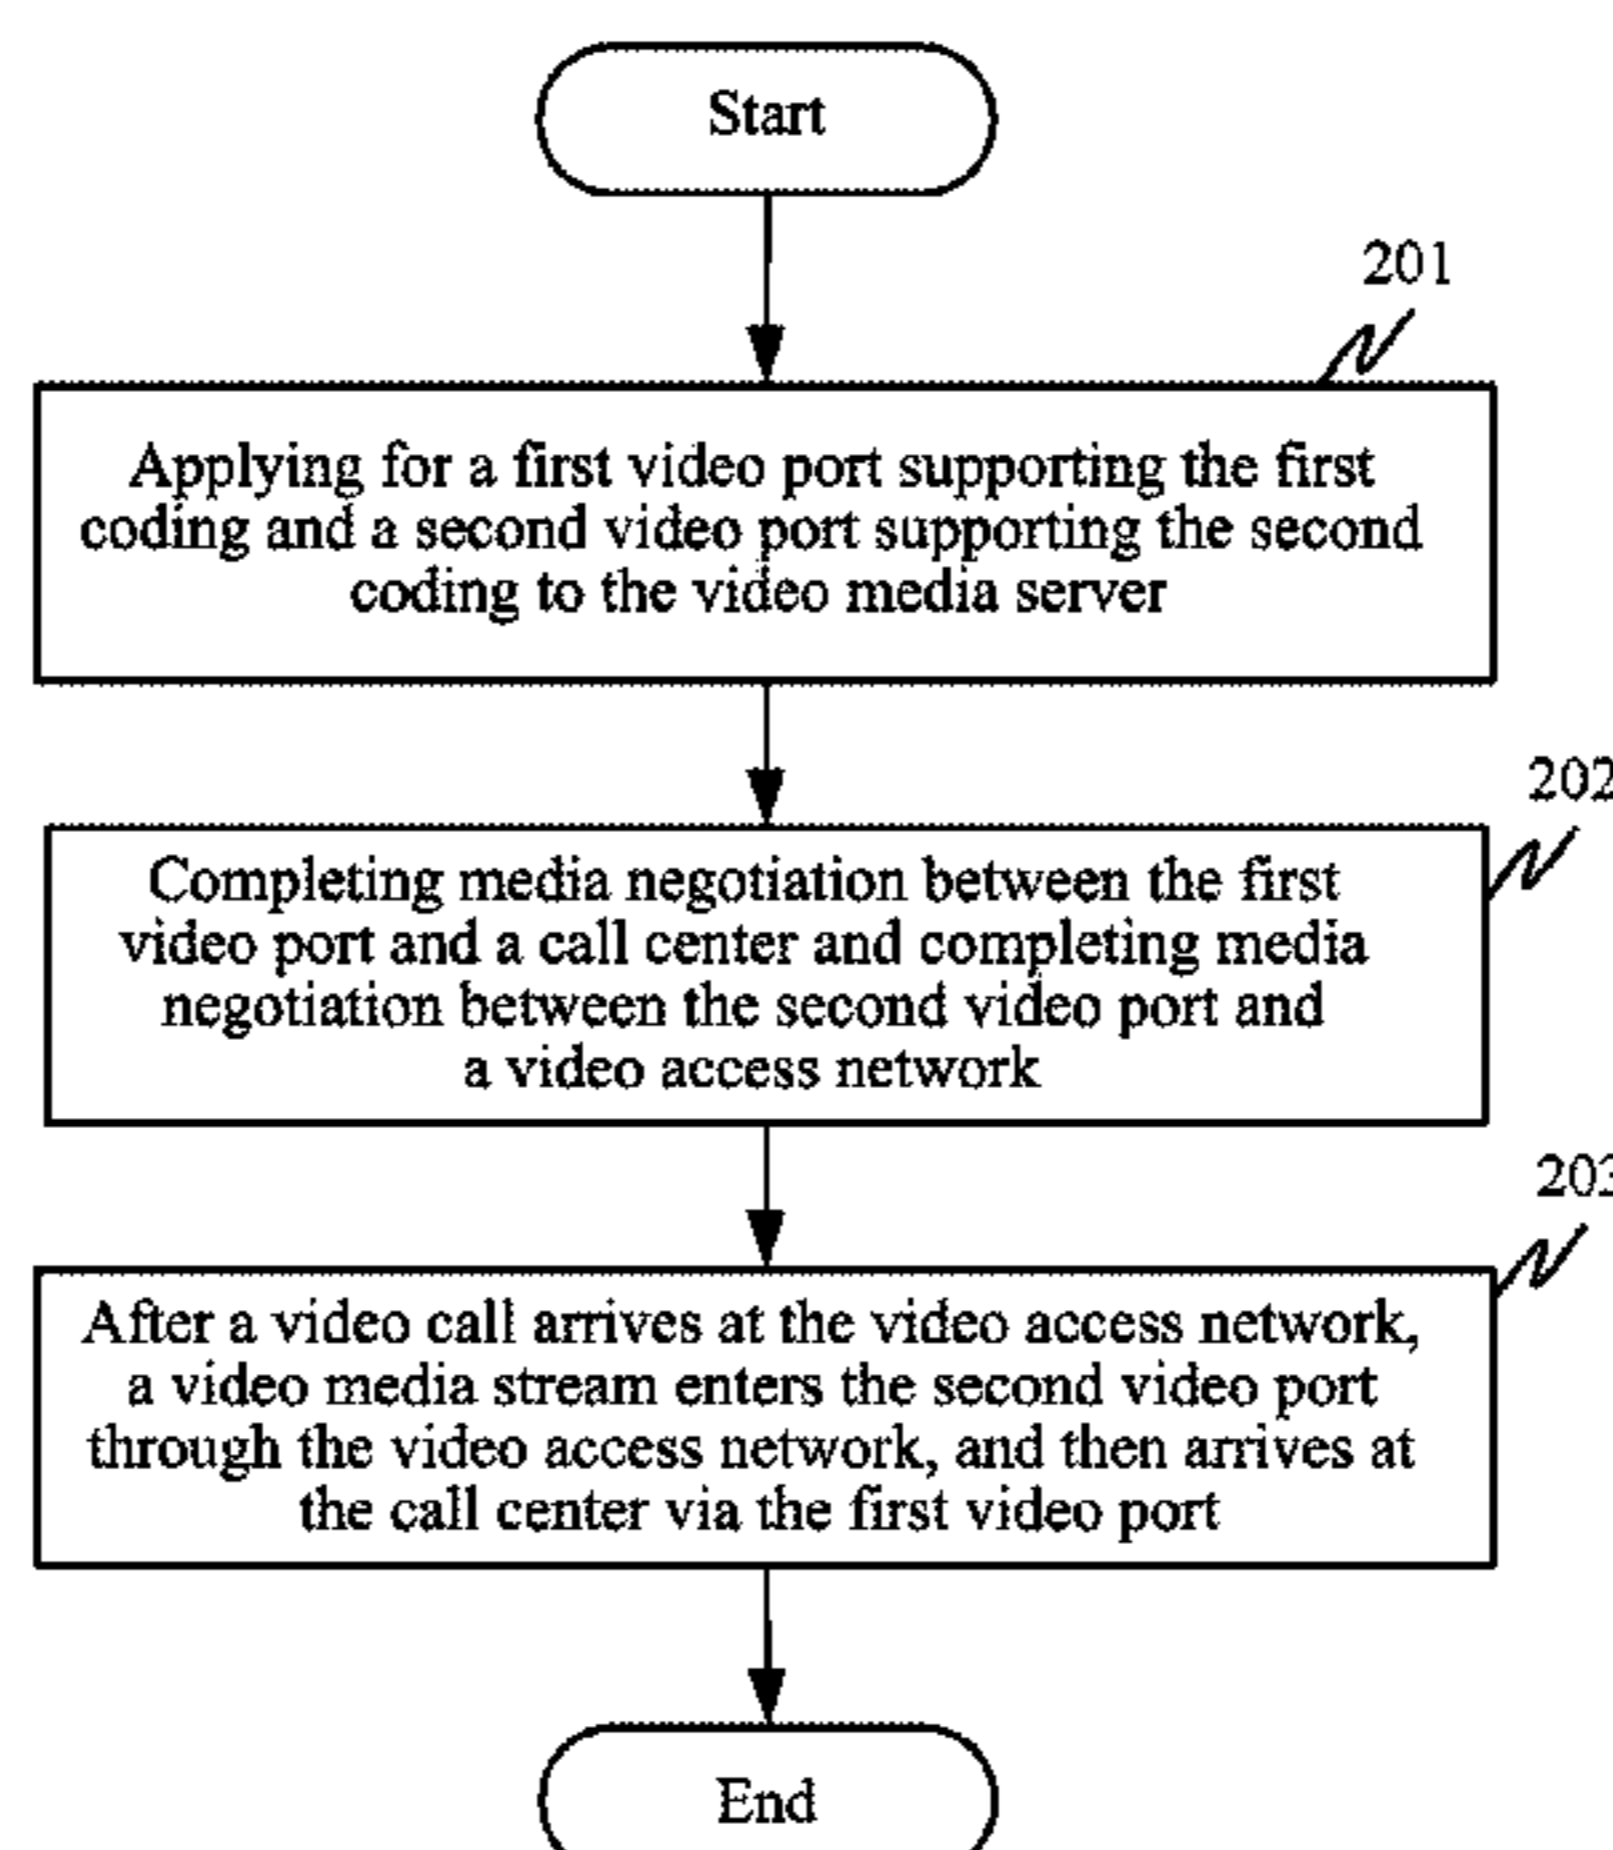 Start
201
Applying for a first video port supporting the first
coding and a second video port supporting the second
coding to the video media server
202
Completing media negotiation between the first
video port and a call center and completing media
negotiation between the second video port and
a video access network
203
After a video call arrives at the video access network,
a video media stream enters the second video port
through the video access network, and then arrives at
the call center via the first video port
End